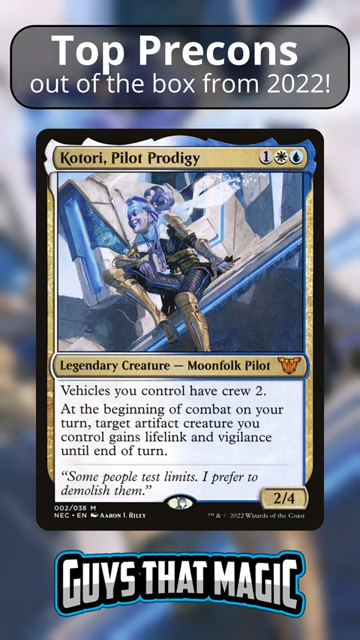 Top Precons
out of the box from 2022!
Kotori, Pilot Prodigy 1
Legendary Creature — Moonfolk Pilot
Vehicles you control have crew 2.
At the beginning of combat on your
turn, target artifact creature you
control gains lifelink and vigilance
until end of turn.
“Some people test limits. I prefer to
demolish them.”
2/4
002/038 M
NEC • EN Aaron J. Riley
™ & © 2022 Wizards of the Coast
GUYS THAT MAGIC